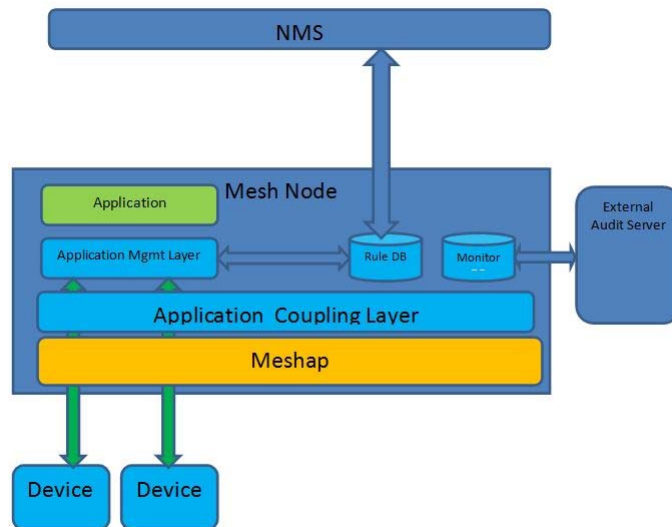 NMS
Mesh Node
Application
Application Mgmt Layer
Rule DB
Monitor
External
Audit Server
Application Coupling Layer
Meshap
Device
Device